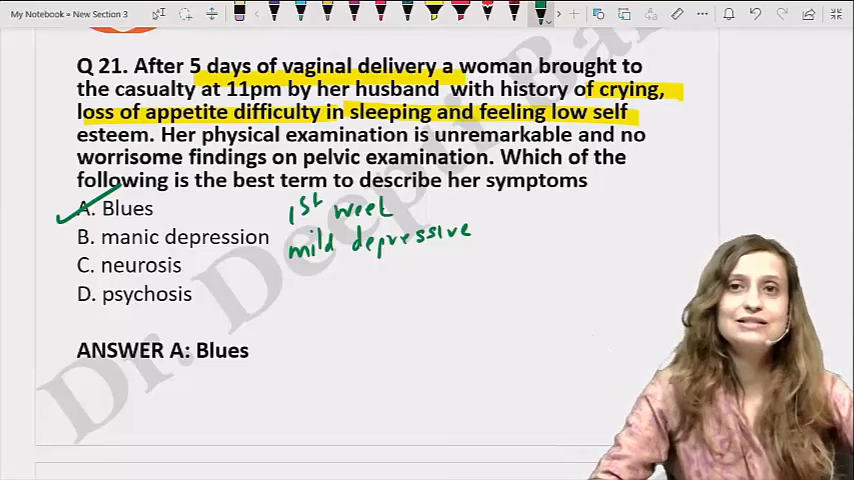 My Notebook > New Section 3
Q 21. After 5 days of vaginal delivery a woman brought to
the casualty at 11pm by her husband with history of crying,
loss of appetite difficulty in sleeping and feeling low self
esteem. Her physical examination is unremarkable and no
worrisome findings on pelvic examination. Which of the
following is the best term to describe her symptoms
A. Blues
1st week
B. manic depression
mild depressive
C. neurosis
D. psychosis
ANSWER A: Blues
Dr. Deepti Ba